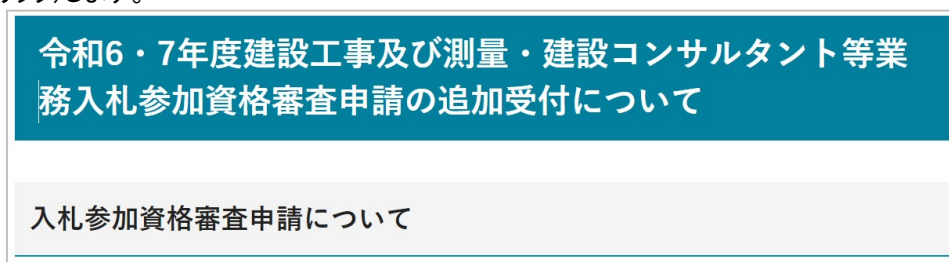 します。
令和6・7年度建設工事及び測量・建設コンサルタント等業
務入札参加資格審査申請の追加受付について
入札参加資格審査申請について